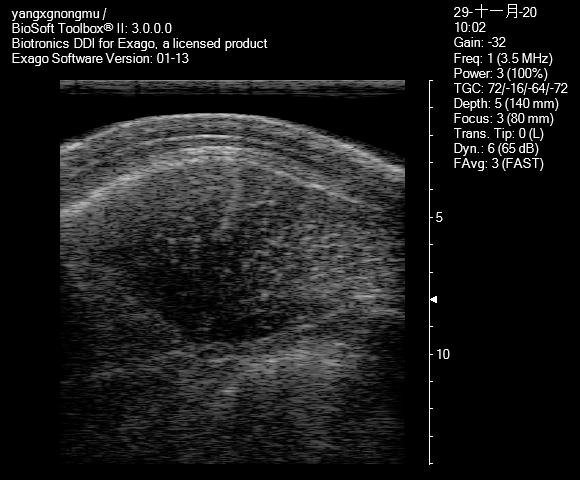 yangxgnongmu /
BioSoft Toolbox® II: 3.0.0.0
Biotronics DDI for Exago, a licensed product
Exago Software Version: 01-13
29-十一月-20
10:02
Gain: -32
Freq: 1 (3.5 MHz)
Power: 3 (100%)
TGC: 72/-16/-64/-72
Depth: 5 (140 mm)
Focus: 3 (80 mm)
Trans. Tip: 0 (L)
Dyn.: 6 (65 dB)
FAvg: 3 (FAST)
5
10